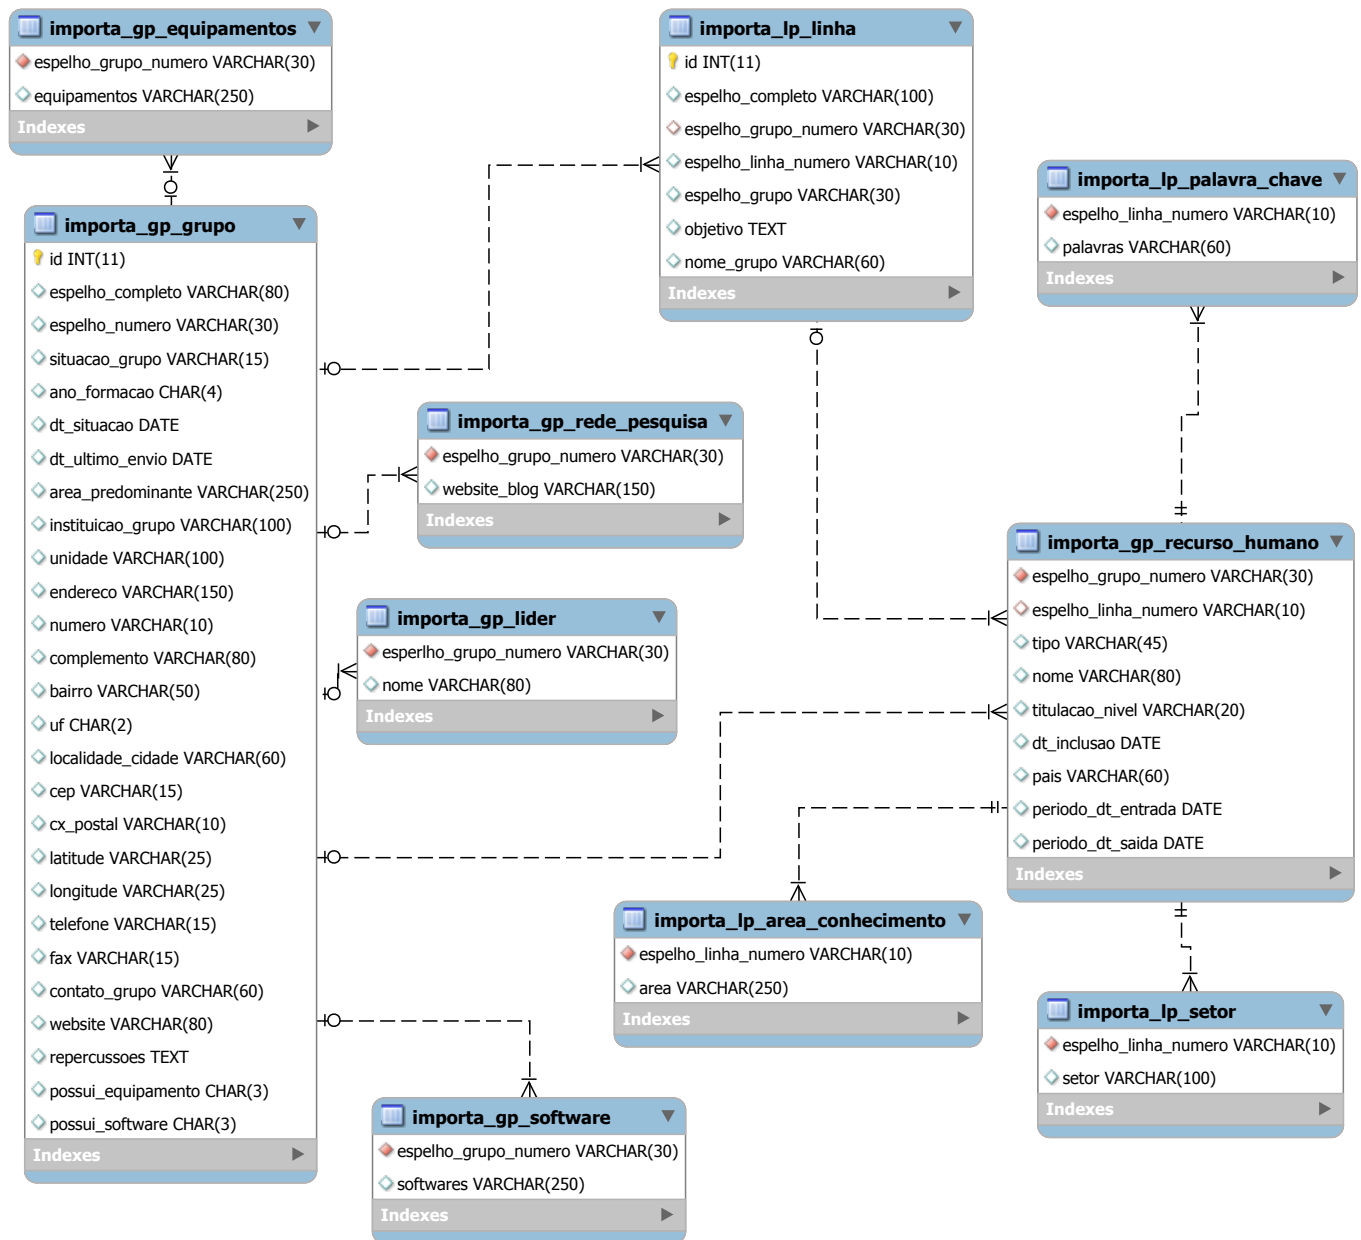 importa_gp_equipamentos
espelho_grupo_numero VARCHAR(30)
equipamentos VARCHAR(250)
Indexes
importa_gp_grupo
id INT(11)
espelho_completo VARCHAR(80)
espelho_numero VARCHAR(30)
situacao_grupo VARCHAR(15)
ano_formacao CHAR(4)
dt_situacao DATE
dt_ultimo_envio DATE
area_predominante VARCHAR(250)
instituicao_grupo VARCHAR(100)
unidade VARCHAR(100)
endereco VARCHAR(150)
numero VARCHAR(10)
complemento VARCHAR(80)
bairro VARCHAR(50)
uf CHAR(2)
localidade_cidade VARCHAR(60)
cep VARCHAR(15)
cx_postal VARCHAR(10)
latitude VARCHAR(25)
longitude VARCHAR(25)
telefone VARCHAR(15)
fax VARCHAR(15)
contato_grupo VARCHAR(60)
website VARCHAR(80)
repercussoes TEXT
possui_equipamento CHAR(3)
possui_software CHAR(3)
Indexes
importa_lp_linha
id INT(11)
espelho_completo VARCHAR(100)
espelho_grupo_numero VARCHAR(30)
espelho_linha_numero VARCHAR(10)
espelho_grupo VARCHAR(30)
objetivo TEXT
nome_grupo VARCHAR(60)
Indexes
importa_gp_rede_pesquisa
espelho_grupo_numero VARCHAR(30)
website_blog VARCHAR(150)
Indexes
importa_gp_lider
esperlho_grupo_numero VARCHAR(30)
nome VARCHAR(80)
Indexes
importa_lp_palavra_chave
espelho_linha_numero VARCHAR(10)
palavras VARCHAR(60)
Indexes
importa_gp_recurso_humano
espelho_grupo_numero VARCHAR(30)
espelho_linha_numero VARCHAR(10)
tipo VARCHAR(45)
nome VARCHAR(80)
titulacao_nivel VARCHAR(20)
dt_inclusao DATE
pais VARCHAR(60)
periodo_dt_entrada DATE
periodo_dt_saida DATE
Indexes
importa_lp_area_conhecimento
espelho_linha_numero VARCHAR(10)
area VARCHAR(250)
Indexes
importa_lp_setor
espelho_linha_numero VARCHAR(10)
setor VARCHAR(100)
Indexes
importa_gp_software
espelho_grupo_numero VARCHAR(30)
softwares VARCHAR(250)
Indexes